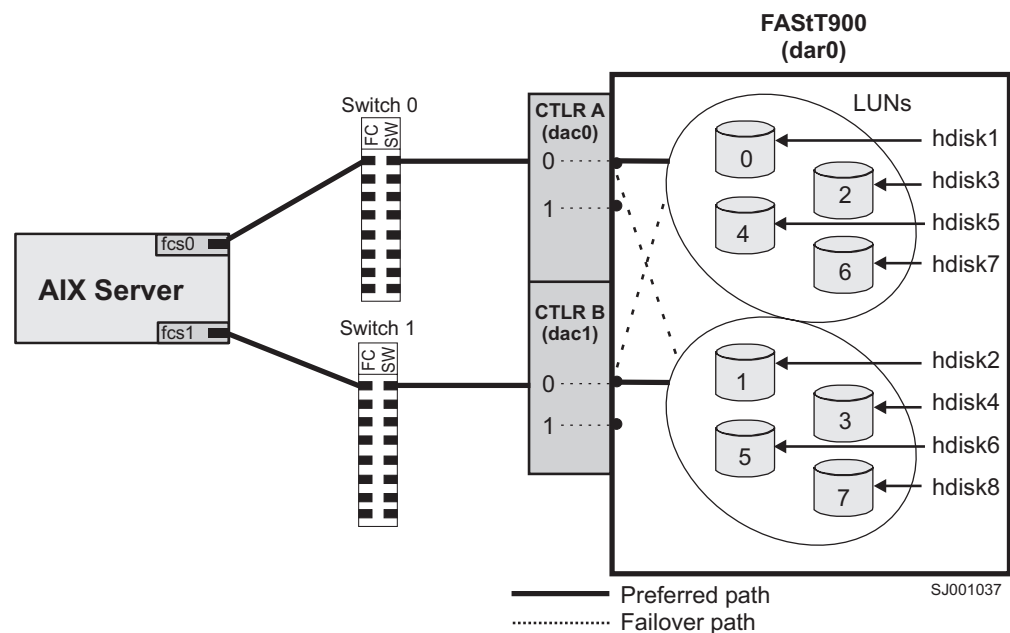 FAStT900
(dar0)
Switch 0
FC
SW
CTLR A
(dac0)
0
1
LUNs
0
hdisk1
2
hdisk3
4
hdisk5
6
hdisk7
fcs0
AIX Server
fcs1
Switch 1
FC
SW
CTLR B
(dac1)
0
1
1
hdisk2
3
hdisk4
5
hdisk6
7
hdisk8
SJ001037
Preferred path
Failover path